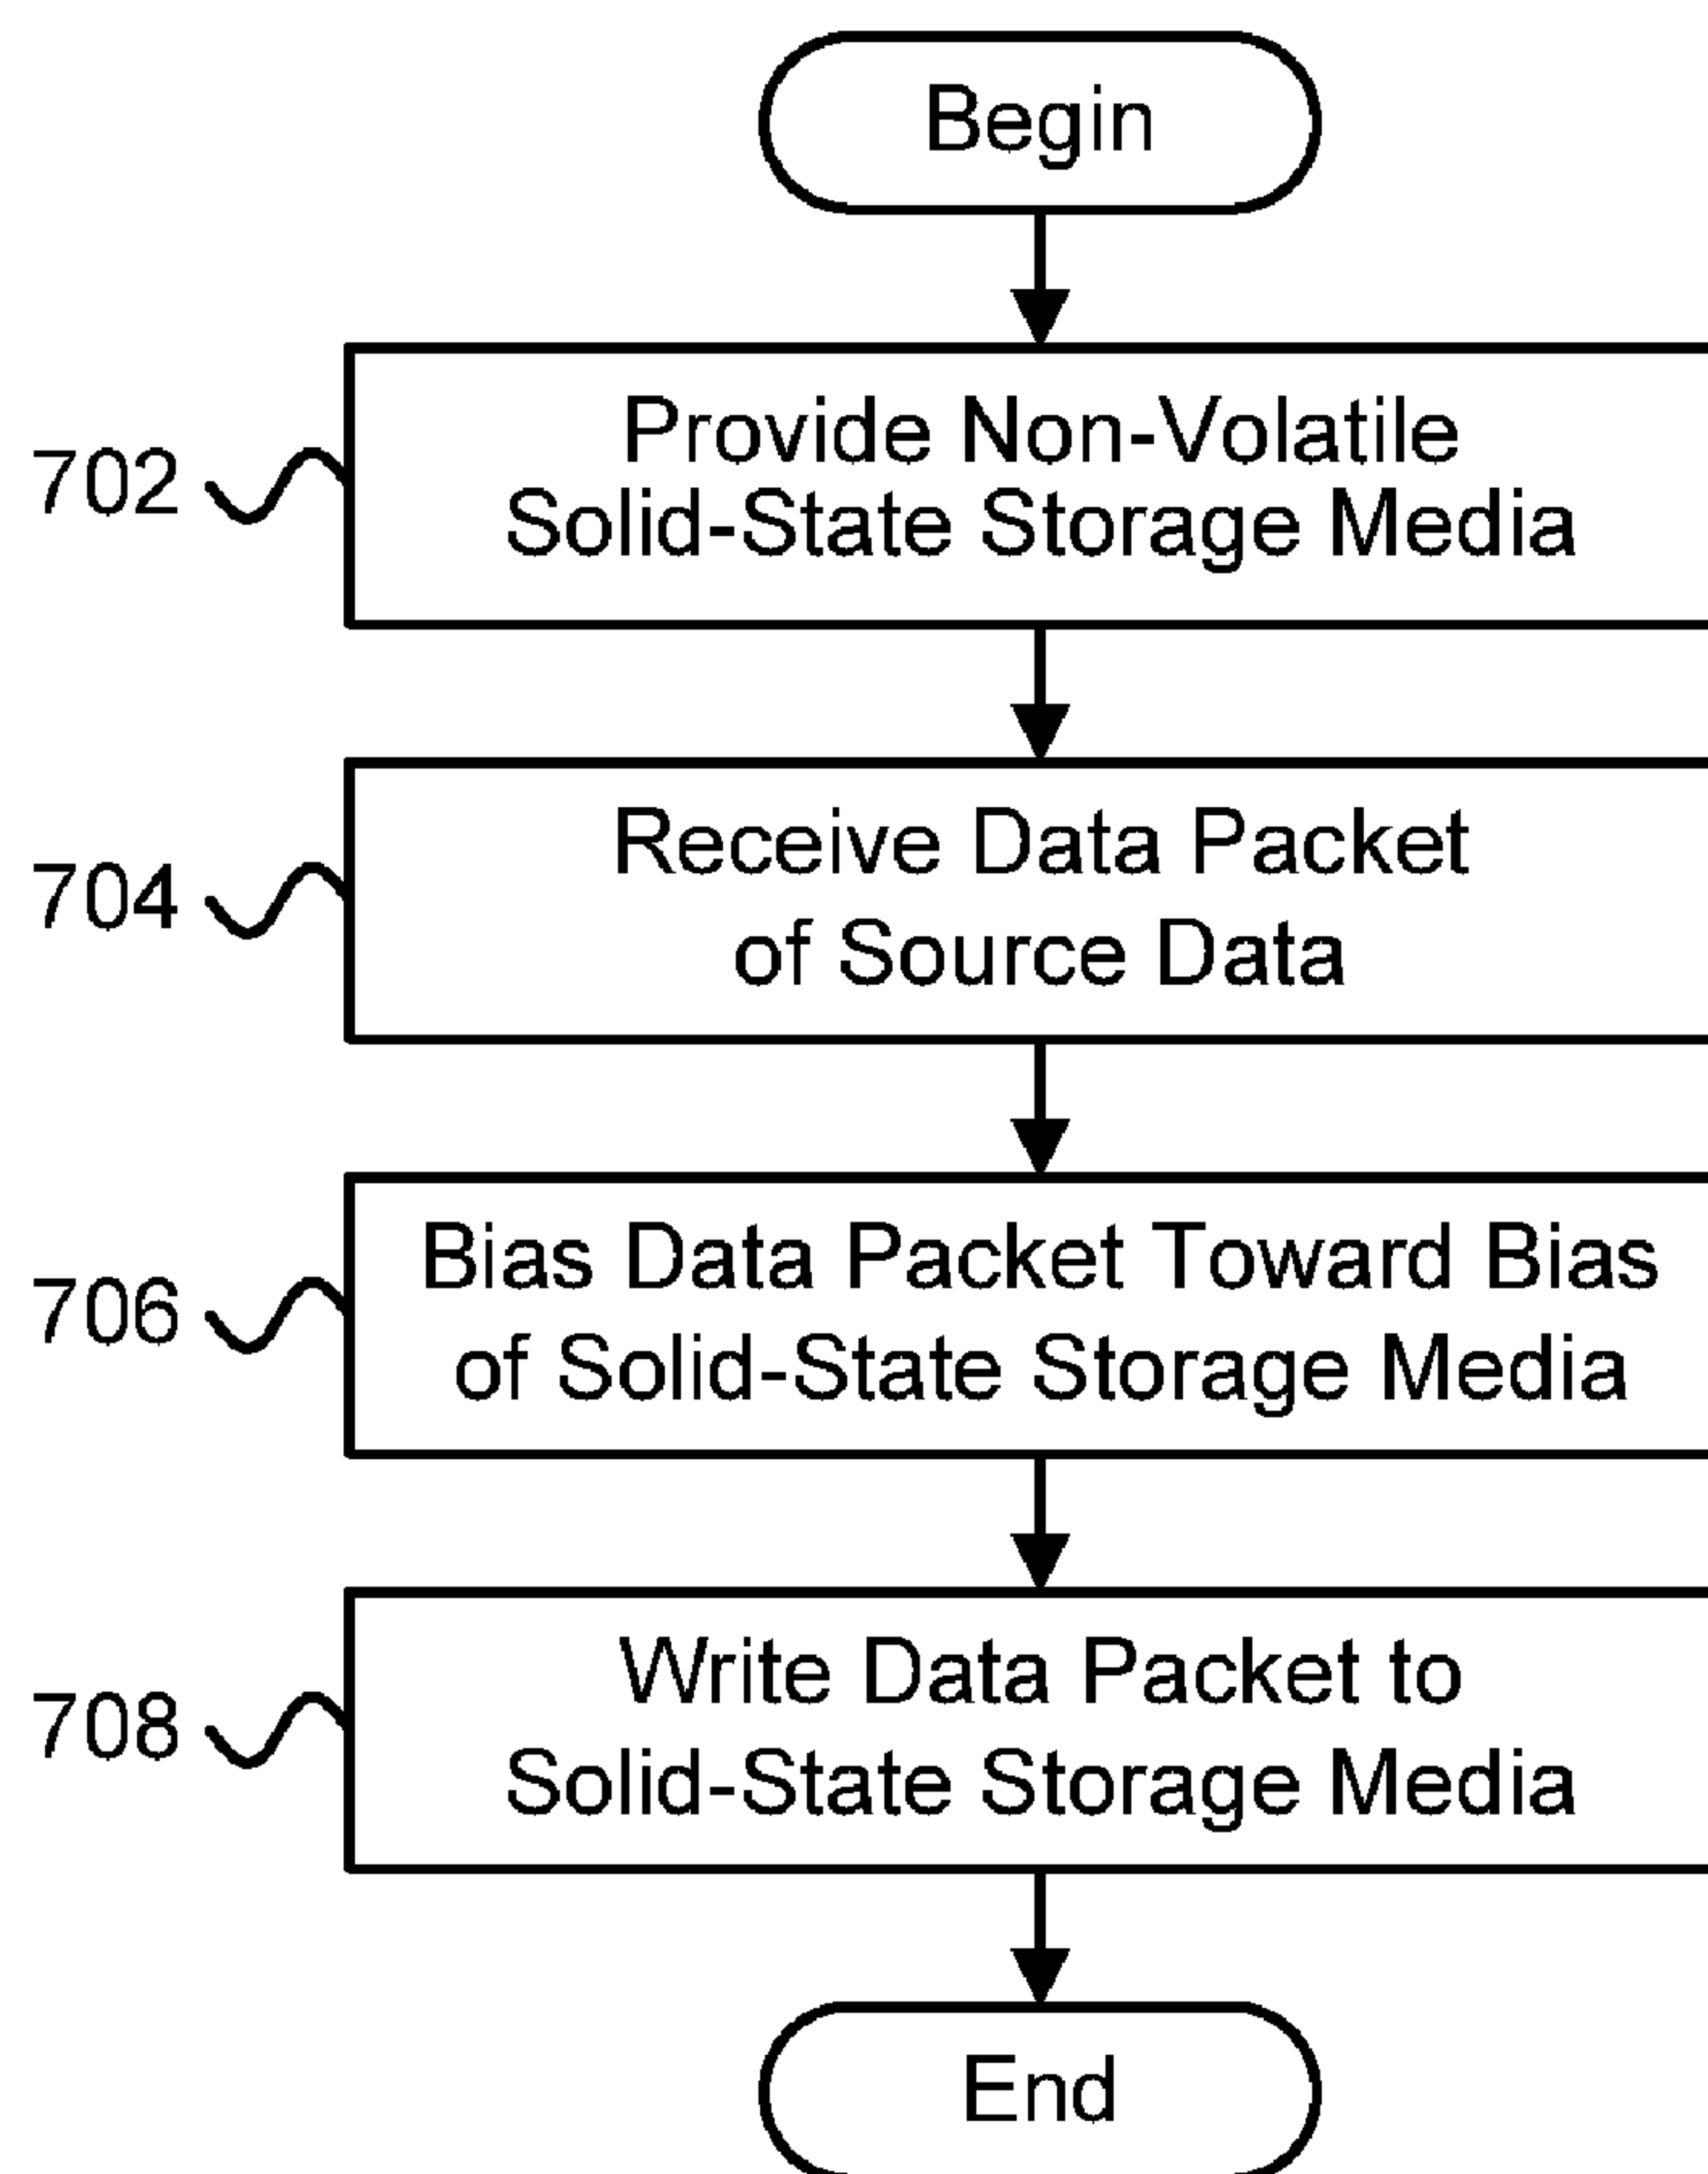 Begin
702
Provide Non-Volatile
Solid-State Storage Media
704
Receive Data Packet
of Source Data
706
Bias Data Packet Toward Bias
of Solid-State Storage Media
708
Write Data Packet to
Solid-State Storage Media
End